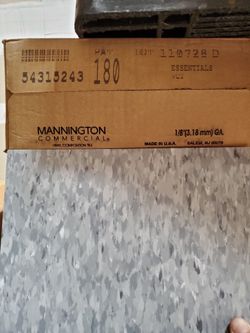 PAT LOT 110728 D
54315243 180 ESSENTIALS
MANNINGTON 1/8"(3.18 mm) GA.
COMMERCIAL®
MADE IN U.S.A. SALEM, NJ 08079